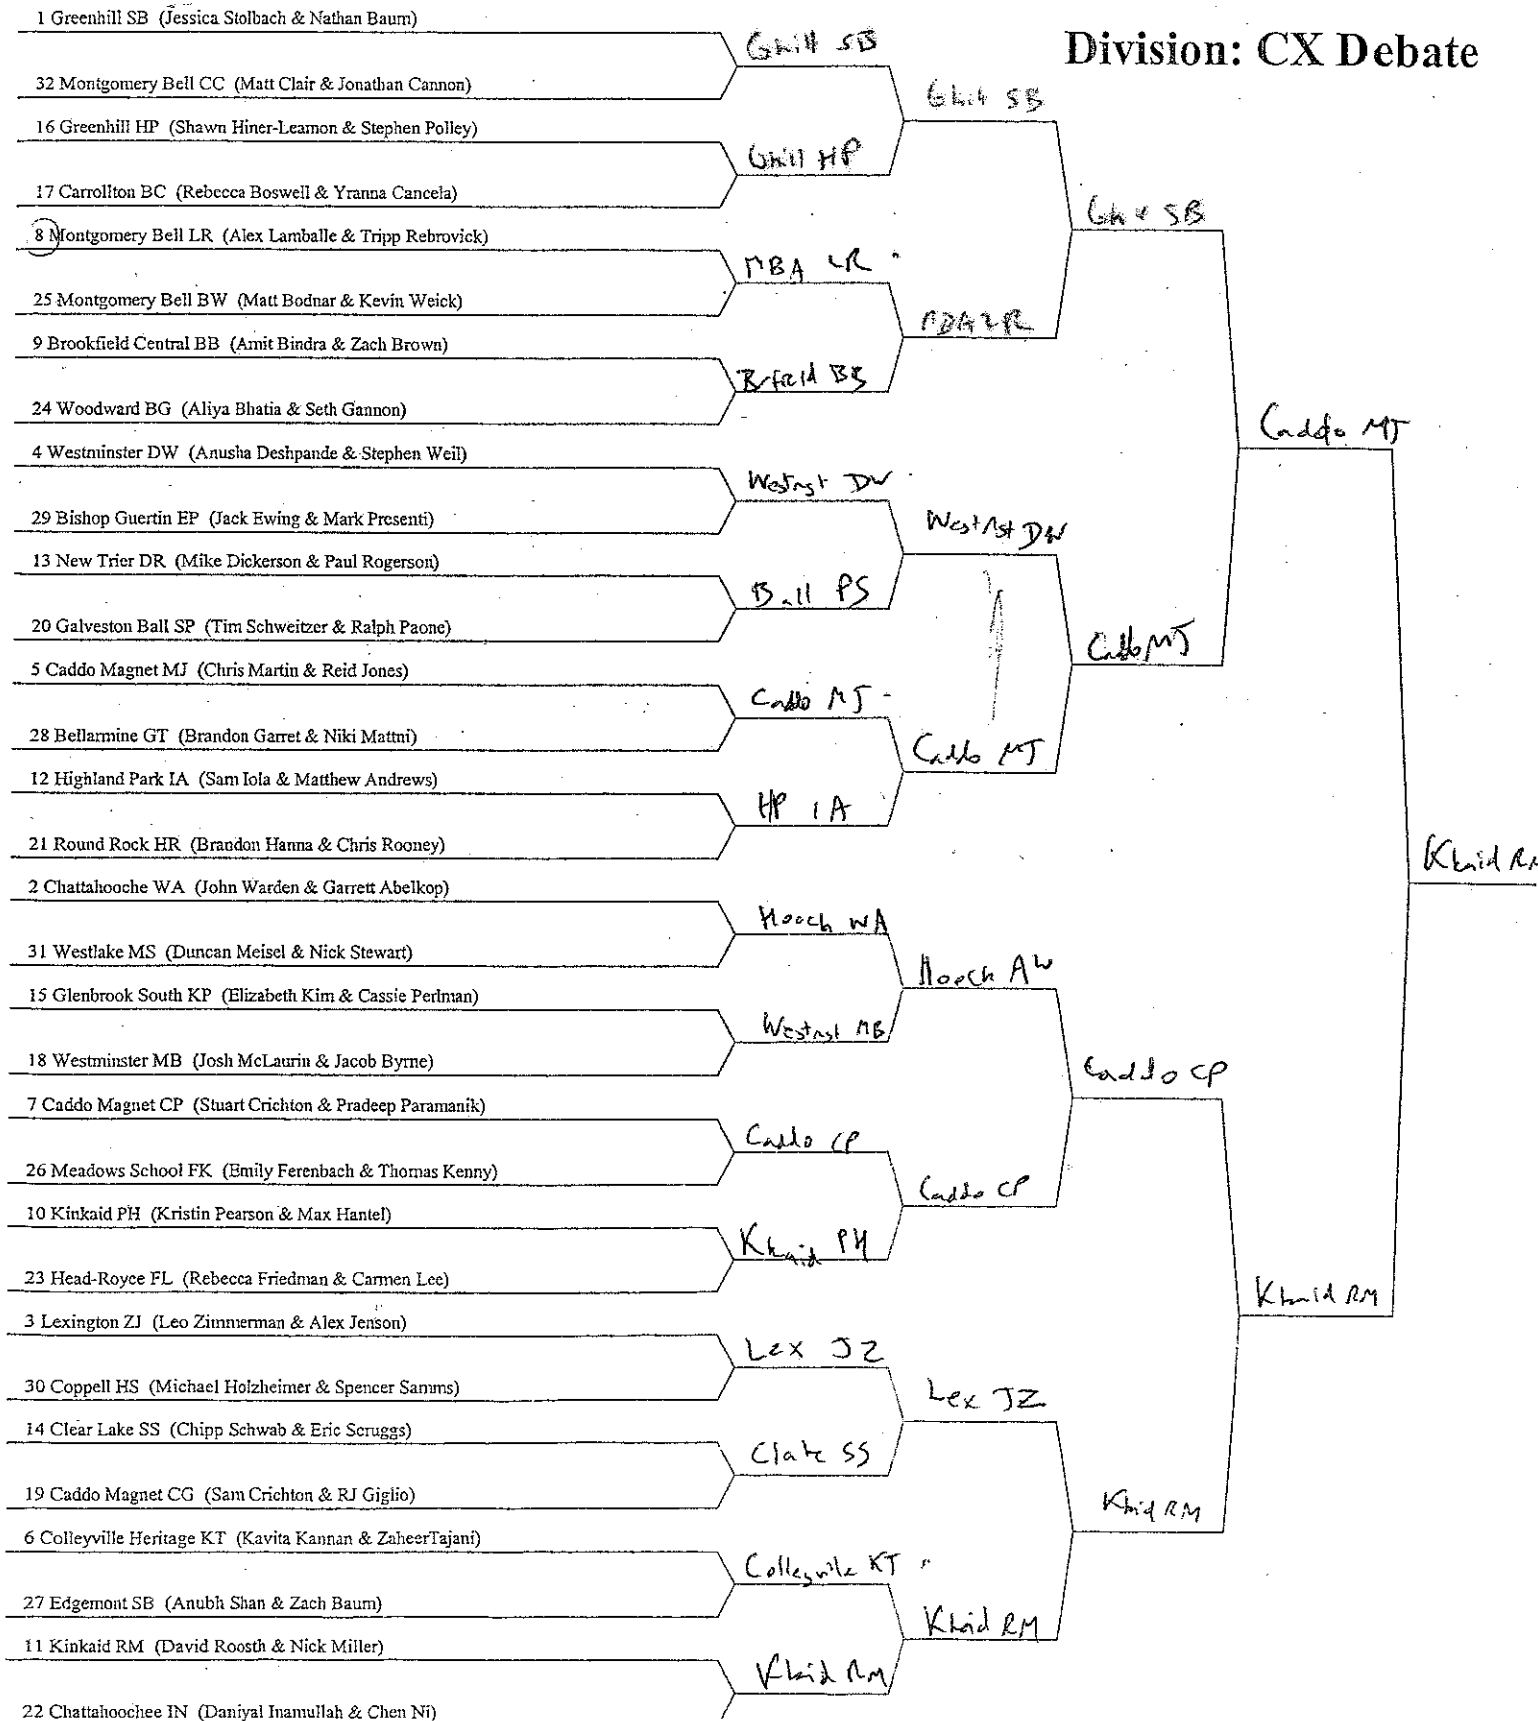 Division: CX Debate
1 Greenhill SB (Jessica Stolbach & Nathan Baum)
32 Montgomery Bell CC (Matt Clair & Jonathan Cannon)
16 Greenhill HP (Shawn Hiner-Leamon & Stephen Polley)
17 Carrollton BC (Rebecca Boswell & Yranna Cancela)
8 Montgomery Bell LR (Alex Lamballe & Tripp Rebrovick)
25 Montgomery Bell BW (Matt Bodnar & Kevin Weick)
9 Brookfield Central BB (Amit Bindra & Zach Brown)
24 Woodward BG (Aliya Bhatia & Seth Gannon)
4 Westminster DW (Anusha Deshpande & Stephen Weil)
29 Bishop Guertin EP (Jack Ewing & Mark Presenti)
13 New Trier DR (Mike Dickerson & Paul Rogerson)
20 Galveston Ball SP (Tim Schweitzer & Ralph Paone)
5 Caddo Magnet MJ (Chris Martin & Reid Jones)
28 Bellarmine GT (Brandon Garret & Niki Mattni)
12 Highland Park IA (Sam Iola & Matthew Andrews)
21 Round Rock HR (Brandon Hanna & Chris Rooney)
2 Chattahooche WA (John Warden & Garrett Abelkop)
31 Westlake MS (Duncan Meisel & Nick Stewart)
15 Glenbrook South KP (Elizabeth Kim & Cassie Perlman)
18 Westminster MB (Josh McLaurin & Jacob Byrne)
7 Caddo Magnet CP (Stuart Crichton & Pradeep Paramanik)
26 Meadows School FK (Emily Ferenbach & Thomas Kenny)
10 Kinkaid PH (Kristin Pearson & Max Hantel)
23 Head-Royce FL (Rebecca Friedman & Carmen Lee)
3 Lexington ZJ (Leo Zimmerman & Alex Jenson)
30 Coppell HS (Michael Holzheimer & Spencer Samms)
14 Clear Lake SS (Chipp Schwab & Eric Scruggs)
19 Caddo Magnet CG (Sam Crichton & RJ Giglio)
6 Colleyville Heritage KT (Kavita Kannan & ZaheerTajani)
27 Edgemont SB (Anubh Shan & Zach Baum)
11 Kinkaid RM (David Roosth & Nick Miller)
22 Chattahoochee IN (Daniyal Inamullah & Chen Ni)
Ghill SB
Ghill HP
MBA LR
B-field BB
Westmst DW
Ball PS
Caddo MJ
HP IA
Hooch WA
Westmst MB
Caddo CP
Kkaid PH
Lex JZ
Clake SS
Colleyville KT
Kkaid RM
Ghill SB
MBA LR
Westmst DW
Caddo MJ
Hooch AW
Caddo CP
Lex JZ
Kkaid RM
SB
Caddo MJ
Caddo CP
Kkaid RM
Caddo MJ
Kkaid RM
Kkaid